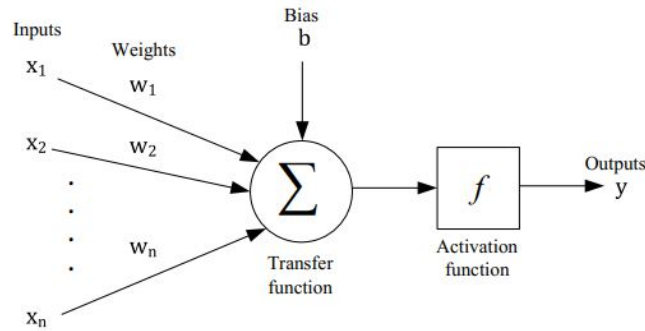 Inputs
x₁
x₂
xₙ
Weights
w₁
w₂
wₙ
Bias
b
∑
Transfer
function
f
Activation
function
Outputs
y